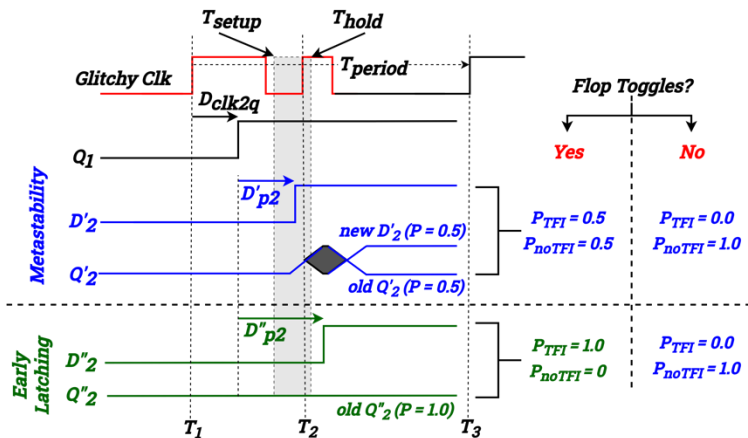 T_setup T_hold
Glitchy Clk T_period Flop Toggles?
D_clk2q
Q_1 Yes No
Metastability
D'_p2
D'_2 new D'_2 (P = 0.5) P_TFI = 0.5 P_TFI = 0.0
P_noTFI = 0.5 P_noTFI = 1.0
Q'_2 old Q'_2 (P = 0.5)
Early
Latching
D"_p2
D"_2 P_TFI = 1.0 P_TFI = 0.0
P_noTFI = 0 P_noTFI = 1.0
Q"_2 old Q"_2 (P = 1.0)
T_1 T_2 T_3